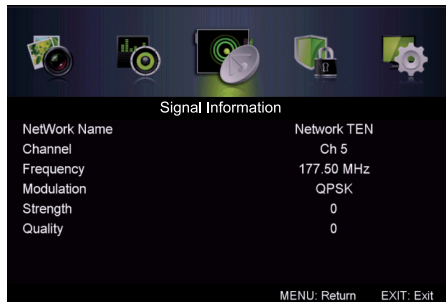 Signal Information
NetWork Name Network TEN
Channel Ch 5
Frequency 177.50 MHz
Modulation QPSK
Strength 0
Quality 0
MENU: Return EXIT: Exit